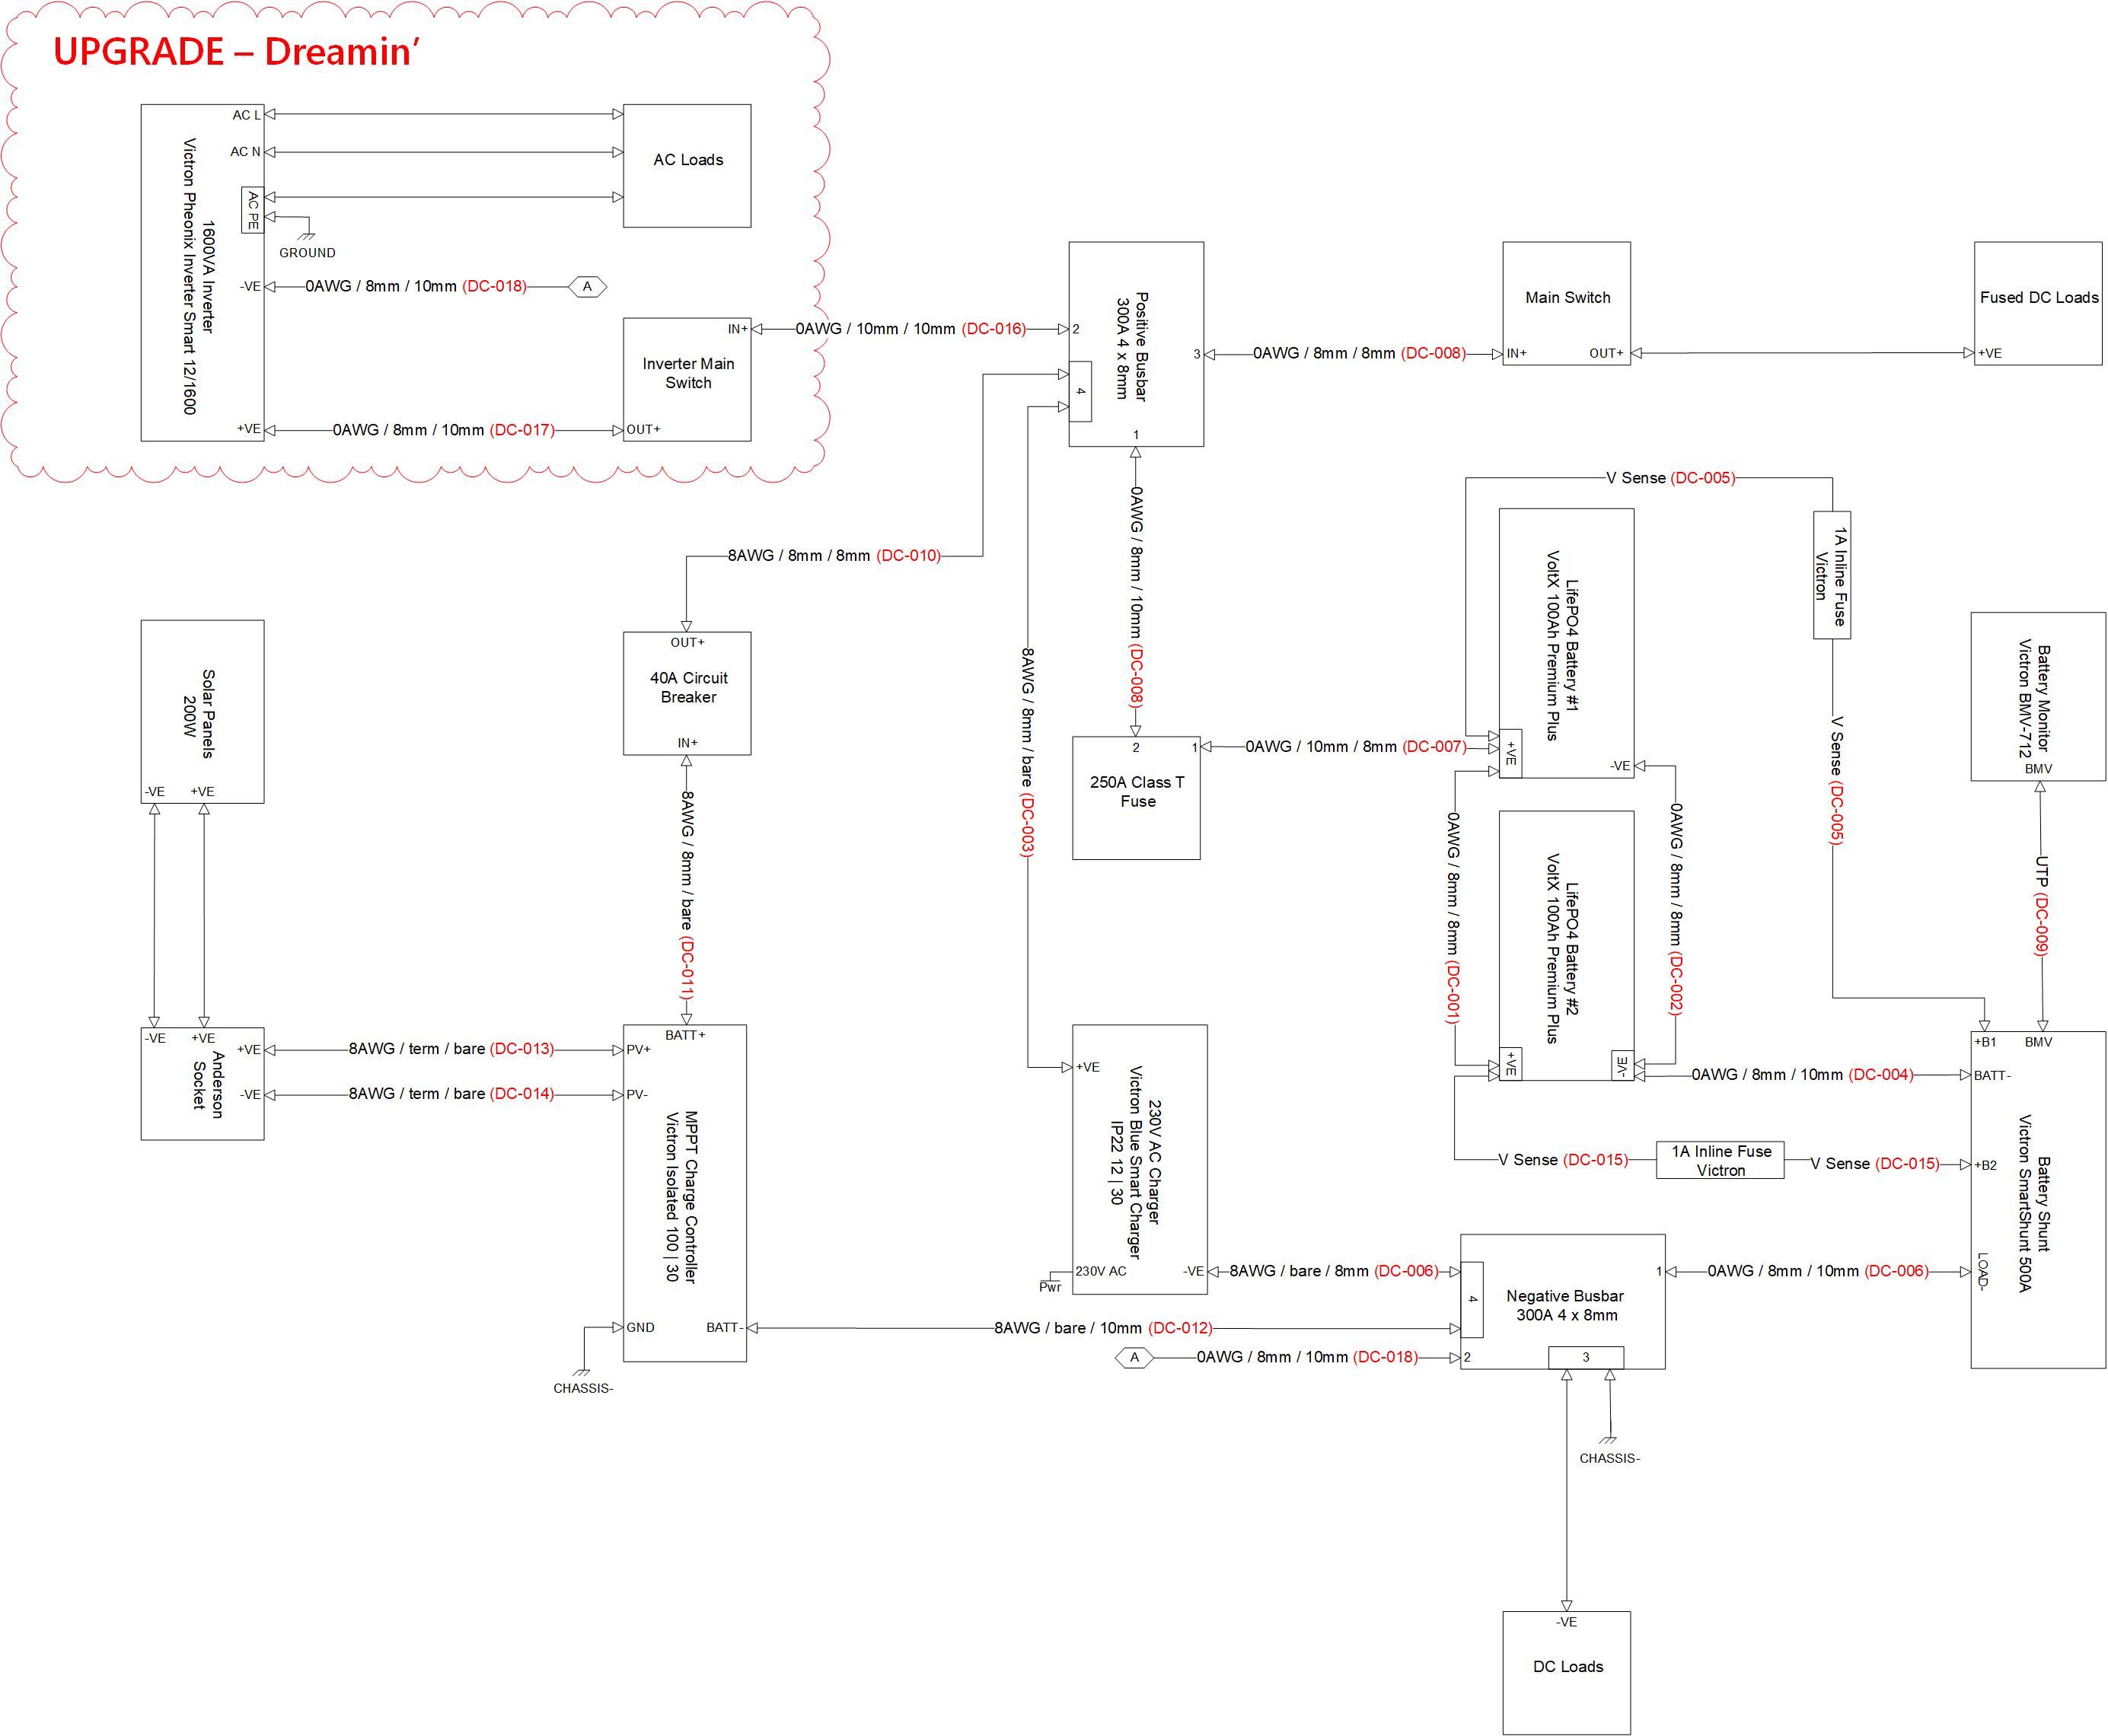 UPGRADE – Dreamin'
AC L
AC N
AC PE
GROUND
-VE
+VE
1600VA Inverter
Victron Pheonix Inverter Smart 12/1600
AC Loads
0AWG / 8mm / 10mm (DC-018)
A
IN+
Inverter Main
Switch
OUT+
0AWG / 8mm / 10mm (DC-017)
0AWG / 10mm / 10mm (DC-016)
Positive Busbar
300A 4 x 8mm
2
3
4
1
0AWG / 8mm / 8mm (DC-008)
Main Switch
IN+
OUT+
Fused DC Loads
+VE
V Sense (DC-005)
1A Inline Fuse
Victron
V Sense (DC-005)
8AWG / 8mm / 8mm (DC-010)
0AWG / 8mm / 10mm (DC-008)
8AWG / 8mm / bare (DC-003)
LifePO4 Battery #1
VoltX 100Ah Premium Plus
+VE
-VE
Battery Monitor
Victron BMV-712
BMV
Solar Panels
200W
-VE
+VE
OUT+
40A Circuit
Breaker
IN+
2
1
250A Class T
Fuse
0AWG / 10mm / 8mm (DC-007)
0AWG / 8mm / 8mm (DC-001)
0AWG / 8mm / 8mm (DC-002)
LifePO4 Battery #2
VoltX 100Ah Premium Plus
+VE
-VE
UTP (DC-009)
8AWG / 8mm / bare (DC-011)
-VE
+VE
+VE
-VE
Anderson
Socket
8AWG / term / bare (DC-013)
8AWG / term / bare (DC-014)
BATT+
PV+
PV-
MPPT Charge Controller
Victron Isolated 100 | 30
GND
BATT-
CHASSIS-
+VE
230V AC Charger
Victron Blue Smart Charger
IP22 12 | 30
230V AC
-VE
Pwr
0AWG / 8mm / 10mm (DC-004)
V Sense (DC-015)
1A Inline Fuse
Victron
V Sense (DC-015)
+B1
BMV
BATT-
+B2
LOAD-
Battery Shunt
Victron SmartShunt 500A
8AWG / bare / 8mm (DC-006)
4
Negative Busbar
300A 4 x 8mm
1
2
3
0AWG / 8mm / 10mm (DC-006)
8AWG / bare / 10mm (DC-012)
A
0AWG / 8mm / 10mm (DC-018)
CHASSIS-
-VE
DC Loads